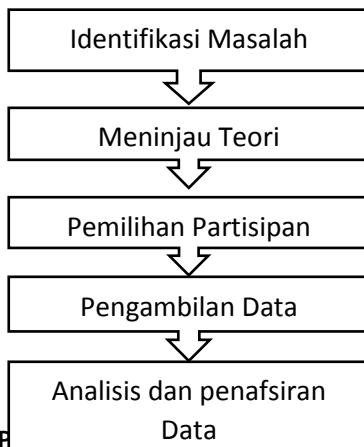 Identifikasi Masalah
Meninjau Teori
Pemilihan Partisipan
Pengambilan Data
Analisis dan penafsiran
Data
P